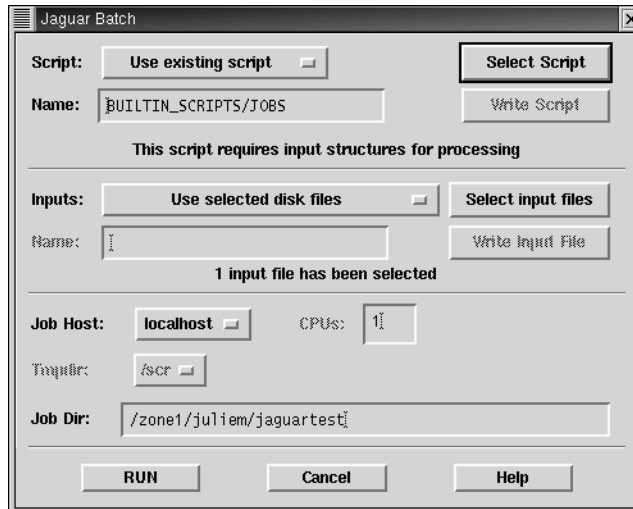 Jaguar Batch
Script: Use existing script Select Script
Name: BUILTIN_SCRIPTS/JOBS Write Script
This script requires input structures for processing
Inputs: Use selected disk files Select input files
Name: Write Input File
1 input file has been selected
Job Host: localhost CPUs: 1
Tmpdir: /scr
Job Dir: /zone1/juliem/jaguartest
RUN Cancel Help